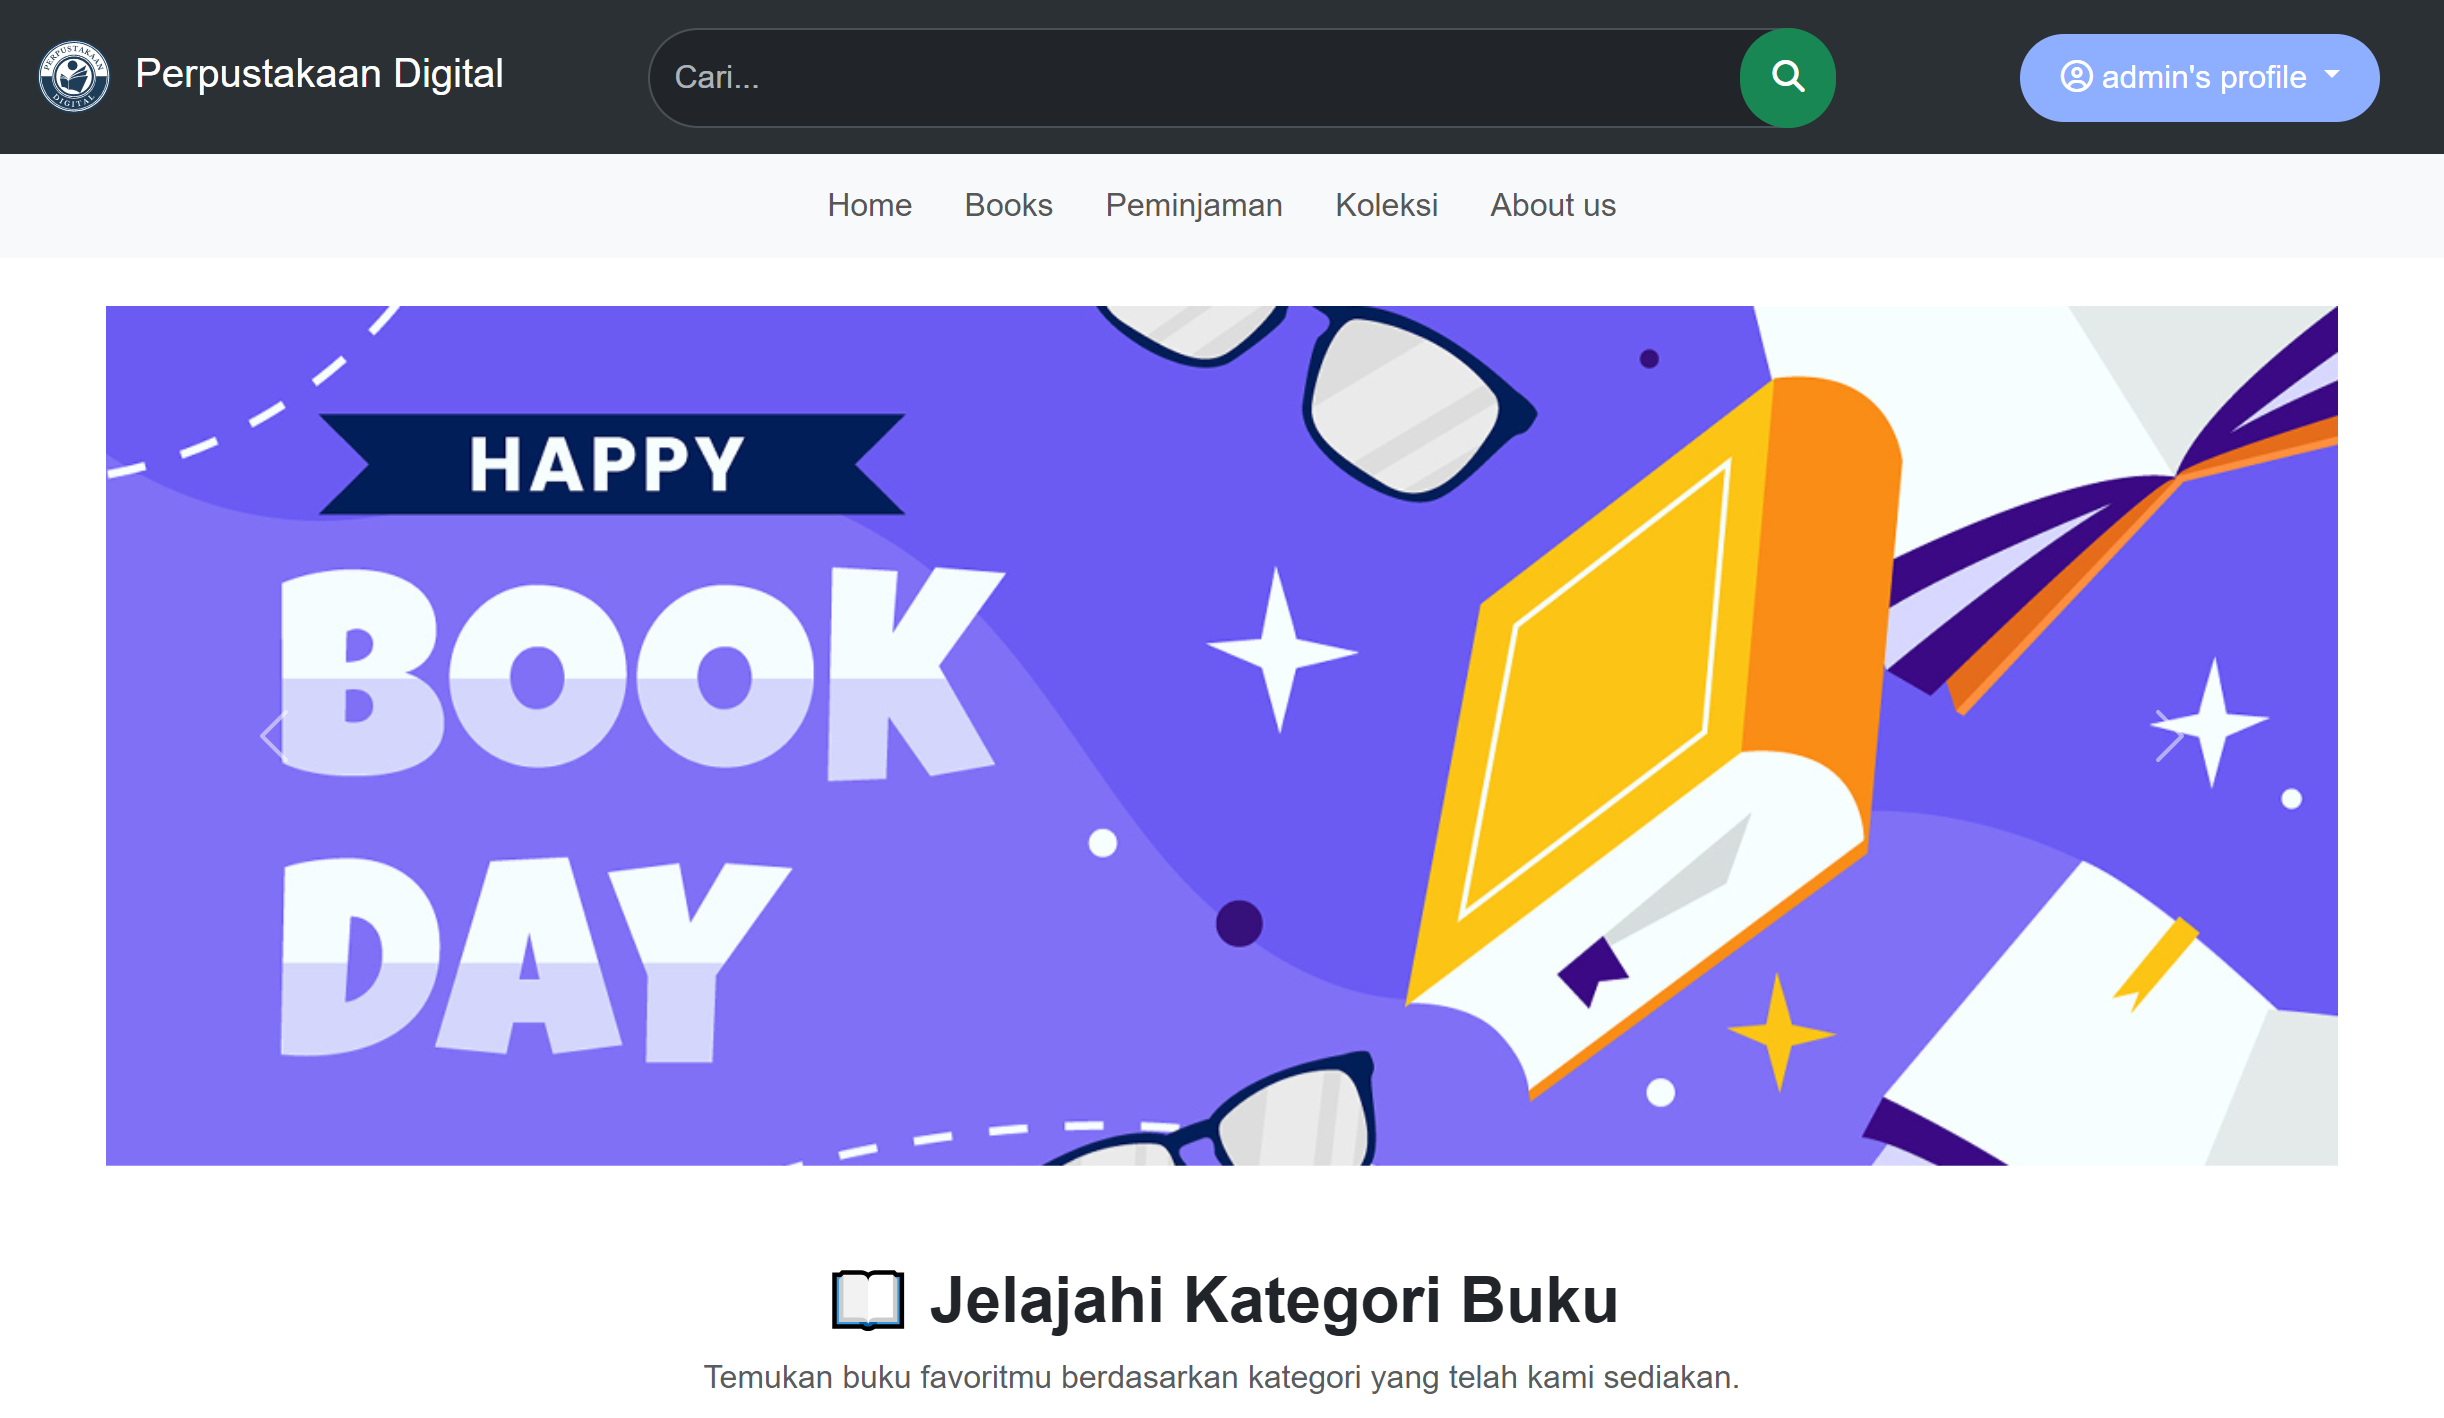 PERPUSTAKAAN
DIGITAL
Perpustakaan Digital
Cari...
admin's profile
Home Books Peminjaman Koleksi About us
HAPPY
BOOK
DAY
Jelajahi Kategori Buku
Temukan buku favoritmu berdasarkan kategori yang telah kami sediakan.